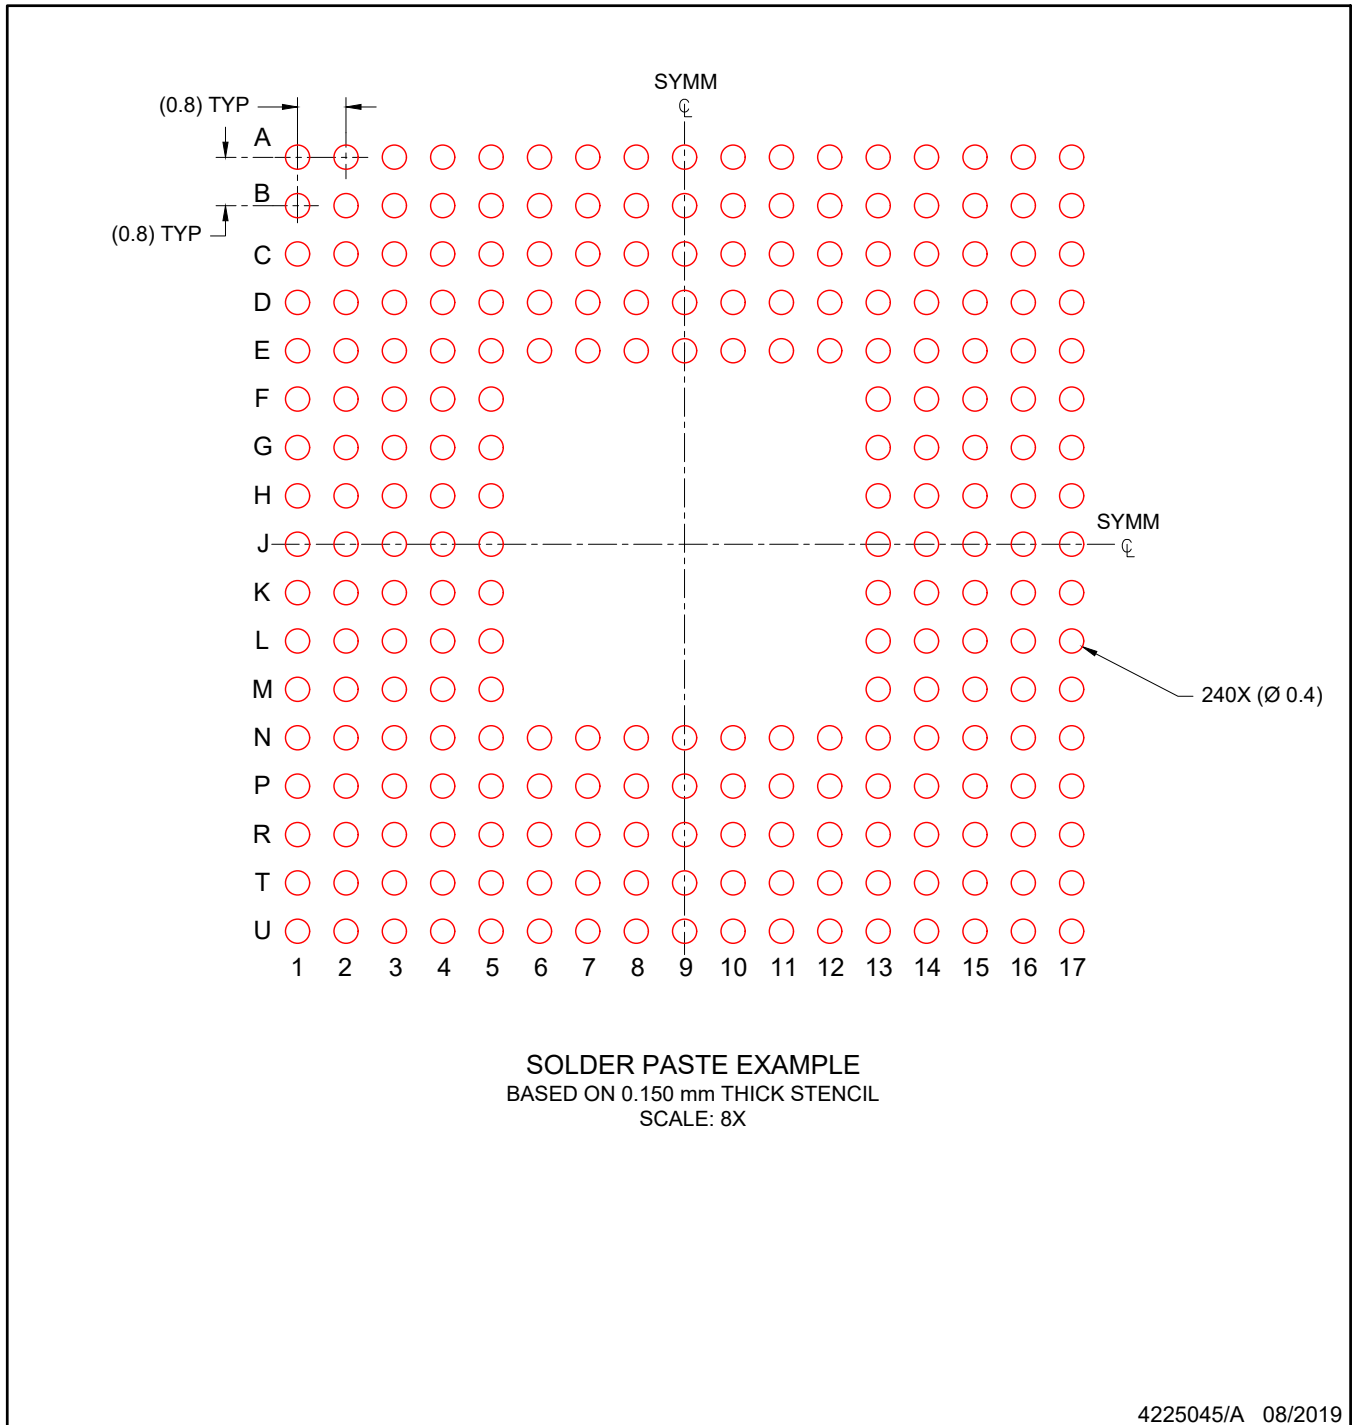 SYMM
℄
(0.8) TYP
A
B
(0.8) TYP
C
D
E
F
G
H
SYMM
J
℄
K
L
M
240X (Ø 0.4)
N
P
R
T
U
1 2 3 4 5 6 7 8 9 10 11 12 13 14 15 16 17
SOLDER PASTE EXAMPLE
BASED ON 0.150 mm THICK STENCIL
SCALE: 8X
4225045/A 08/2019